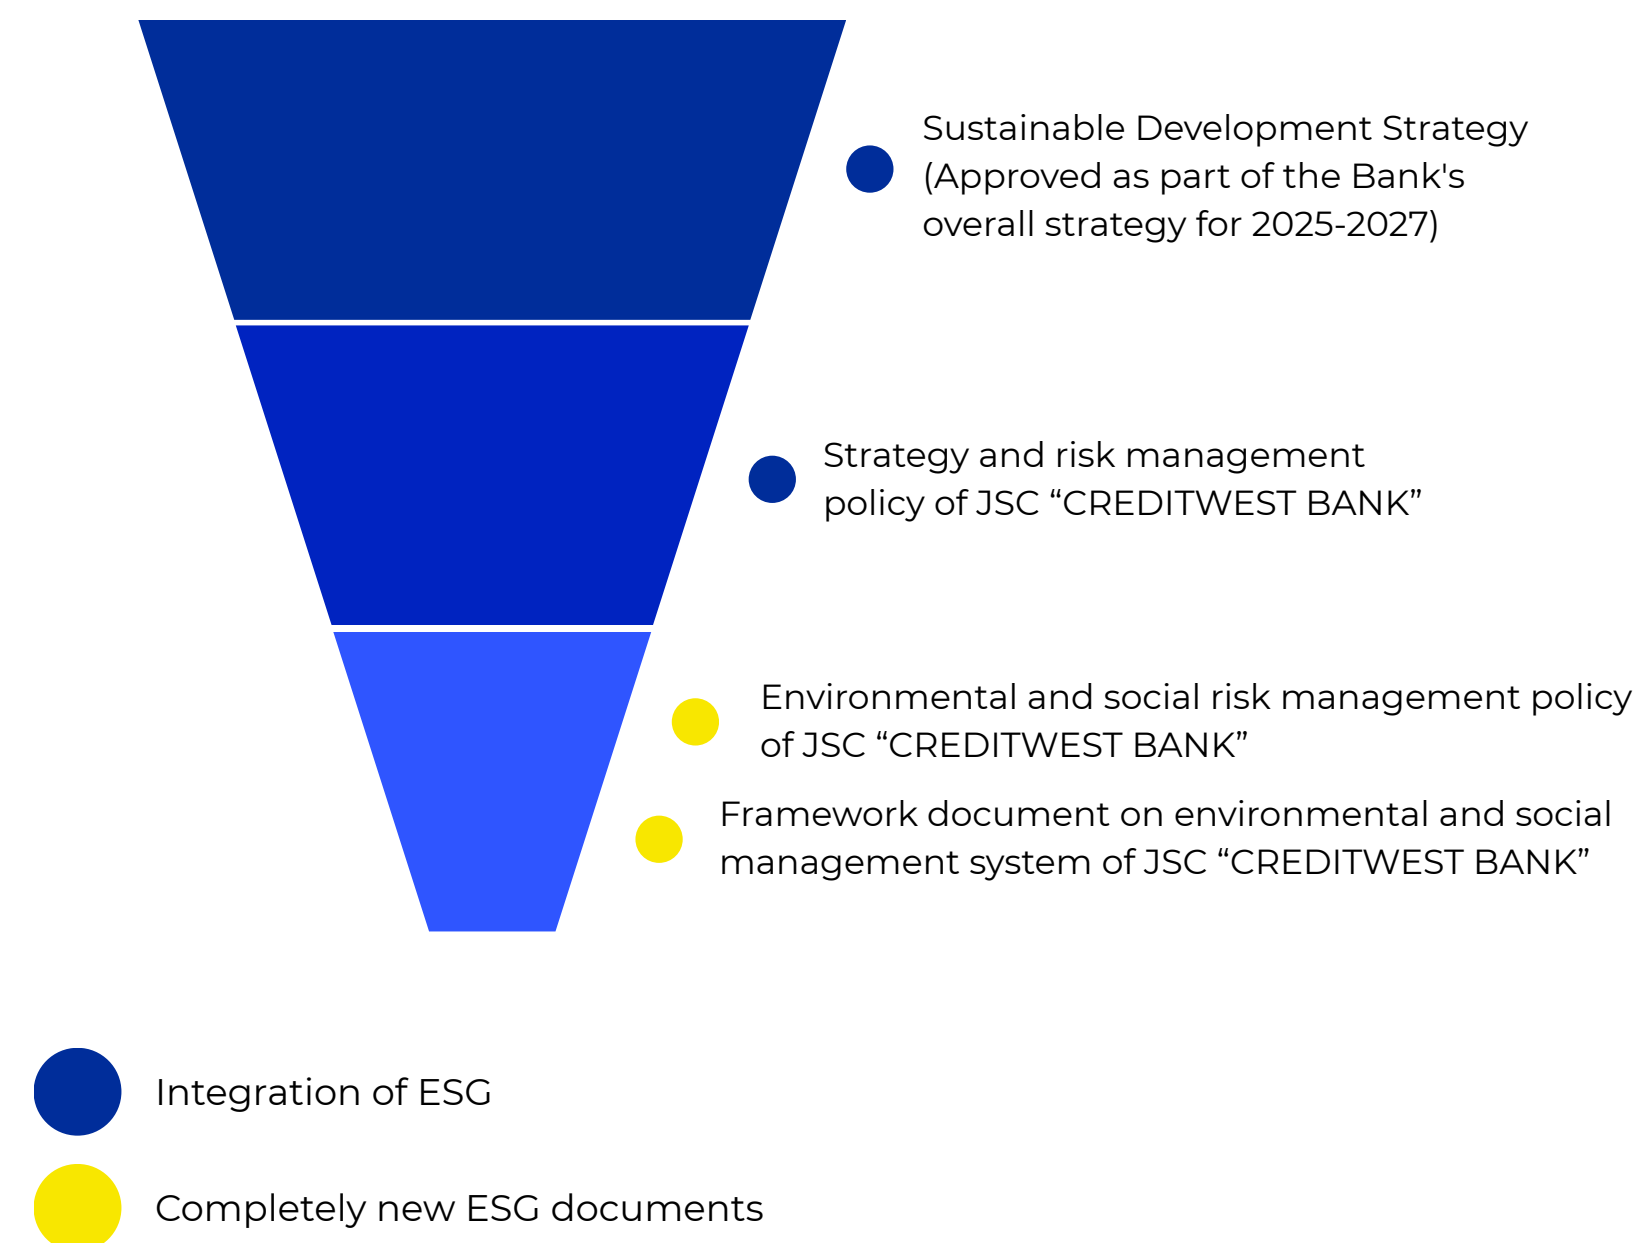 Sustainable Development Strategy
(Approved as part of the Bank's
overall strategy for 2025-2027)
Strategy and risk management
policy of JSC “CREDITWEST BANK”
Environmental and social risk management policy
of JSC “CREDITWEST BANK”
Framework document on environmental and social
management system of JSC “CREDITWEST BANK”
Integration of ESG
Completely new ESG documents